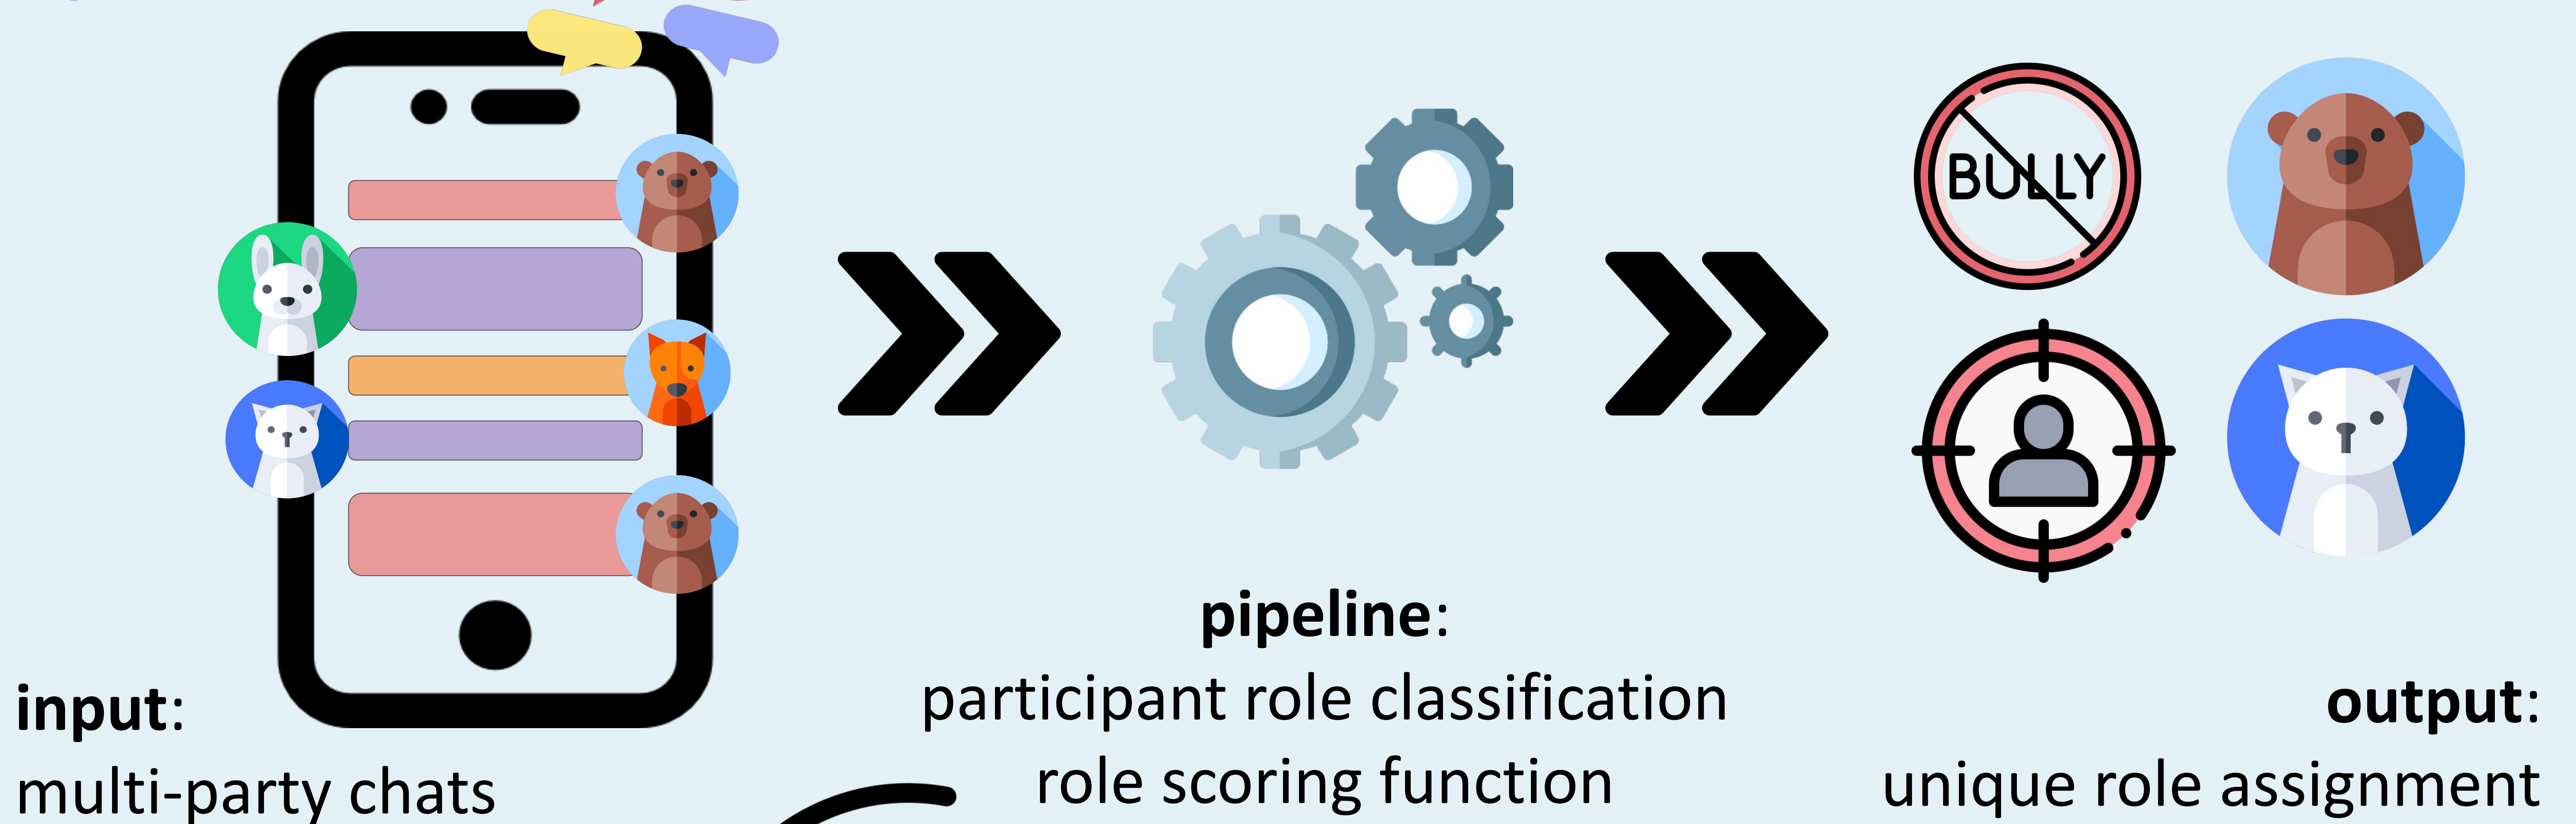 BULLY
input:
multi-party chats
pipeline:
participant role classification
role scoring function
output:
unique role assignment